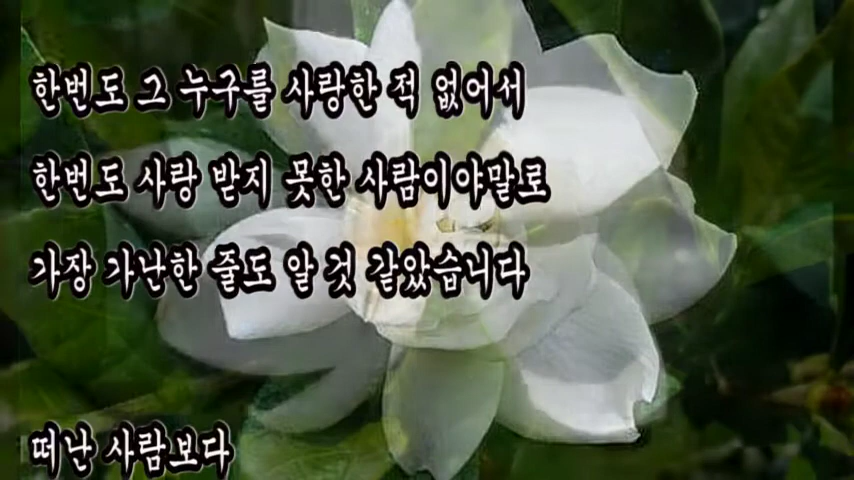 한번도 그 누구를 사랑한 적 없어서
한번도 사랑 받지 못한 사람이야말로
가장 가난한 줄도 알 것 같았습니다
떠난 사람보다